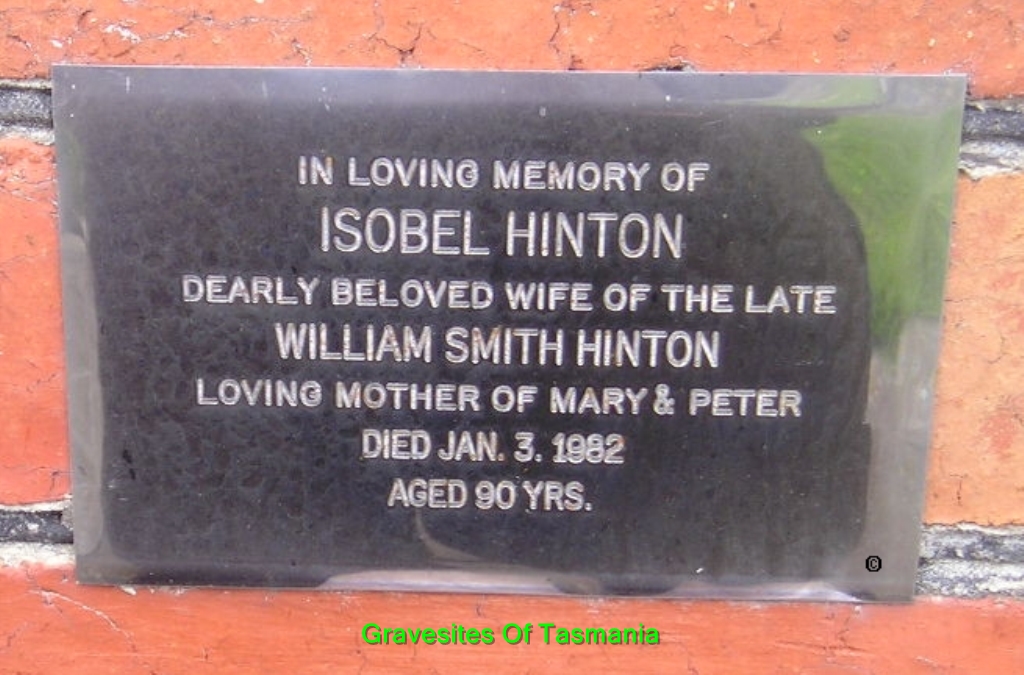 IN LOVING MEMORY OF
ISOBEL HINTON
DEARLY BELOVED WIFE OF THE LATE
WILLIAM SMITH HINTON
LOVING MOTHER OF MARY & PETER
DIED JAN. 3. 1982
AGED 90 YRS.
©
Gravesites Of Tasmania